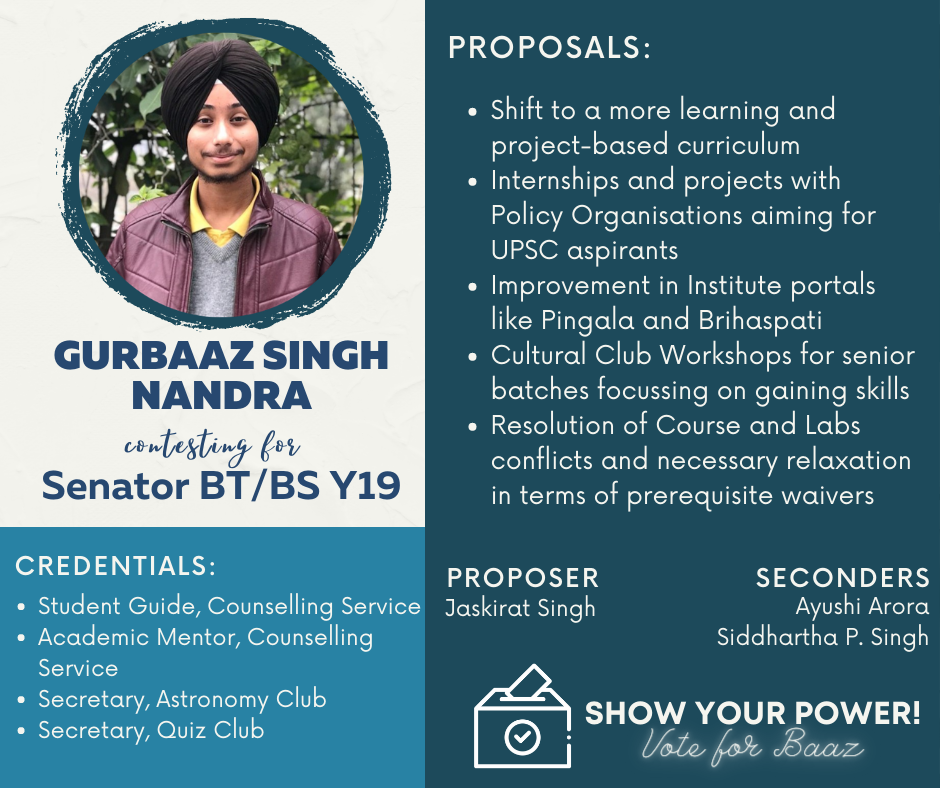 GURBAAZ SINGH
NANDRA
contesting for
Senator BT/BS Y19
CREDENTIALS:
• Student Guide, Counselling Service
• Academic Mentor, Counselling
Service
• Secretary, Astronomy Club
• Secretary, Quiz Club
PROPOSALS:
• Shift to a more learning and
project-based curriculum
• Internships and projects with
Policy Organisations aiming for
UPSC aspirants
• Improvement in Institute portals
like Pingala and Brihaspati
• Cultural Club Workshops for senior
batches focussing on gaining skills
• Resolution of Course and Labs
conflicts and necessary relaxation
in terms of prerequisite waivers
PROPOSER
Jaskirat Singh
SECONDERS
Ayushi Arora
Siddhartha P. Singh
SHOW YOUR POWER!
Vote for Baaz